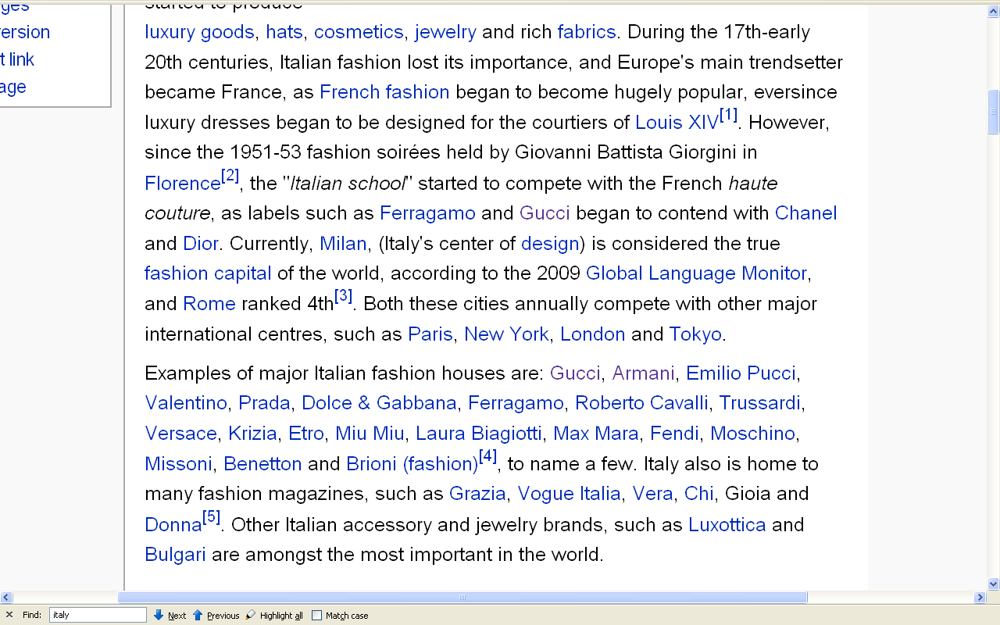 started to produce
luxury goods, hats, cosmetics, jewelry and rich fabrics. During the 17th-early
ersion
20th centuries, Italian fashion lost its importance, and Europe's main trendsetter
t link
became France, as French fashion began to become hugely popular, eversince
age
luxury dresses began to be designed for the courtiers of Louis XIV[1]. However,
since the 1951-53 fashion soirées held by Giovanni Battista Giorgini in
Florence[2], the "Italian school" started to compete with the French haute
couture, as labels such as Ferragamo and Gucci began to contend with Chanel
and Dior. Currently, Milan, (Italy's center of design) is considered the true
fashion capital of the world, according to the 2009 Global Language Monitor,
and Rome ranked 4th[3]. Both these cities annually compete with other major
international centres, such as Paris, New York, London and Tokyo.
Examples of major Italian fashion houses are: Gucci, Armani, Emilio Pucci,
Valentino, Prada, Dolce & Gabbana, Ferragamo, Roberto Cavalli, Trussardi,
Versace, Krizia, Etro, Miu Miu, Laura Biagiotti, Max Mara, Fendi, Moschino,
Missoni, Benetton and Brioni (fashion)[4], to name a few. Italy also is home to
many fashion magazines, such as Grazia, Vogue Italia, Vera, Chi, Gioia and
Donna[5]. Other Italian accessory and jewelry brands, such as Luxottica and
Bulgari are amongst the most important in the world.
Find: italy Next Previous Highlight all Match case